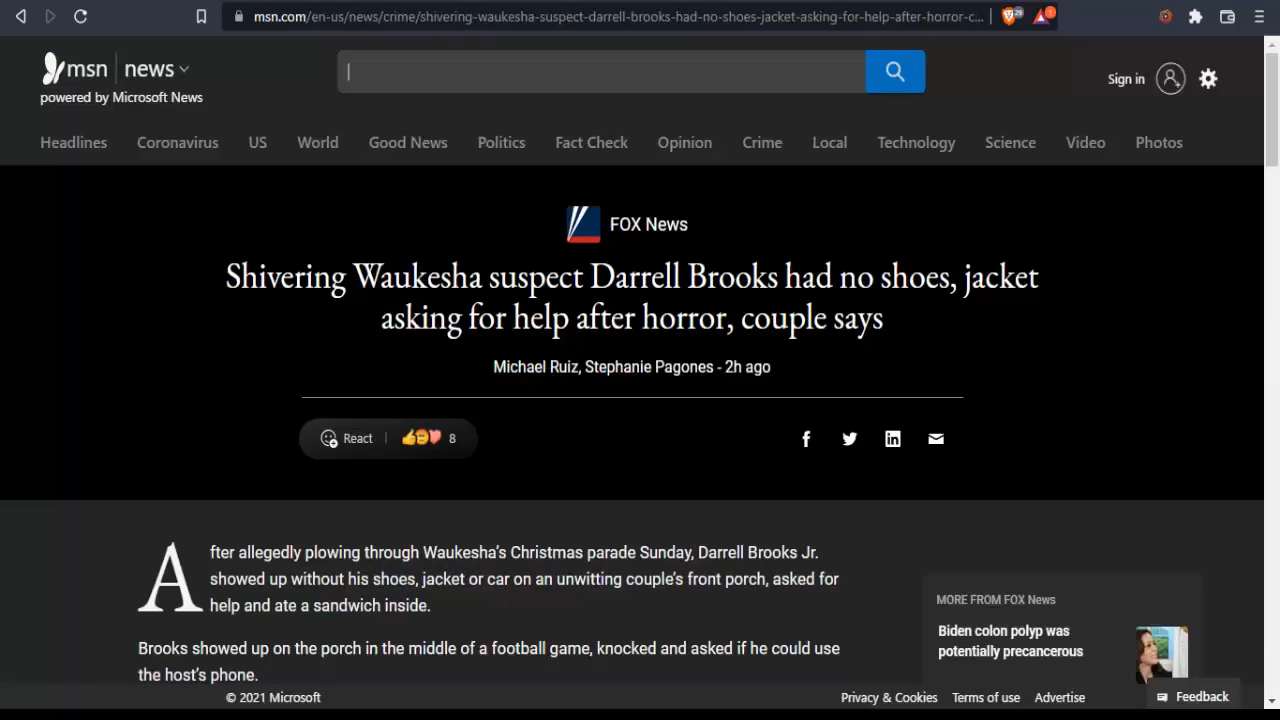 msn.com/en-us/news/crime/shivering-waukesha-suspect-darrell-brooks-had-no-shoes-jacket-asking-for-help-after-horror-c...
29
1
msn | news
powered by Microsoft News
Sign in
Headlines Coronavirus US World Good News Politics Fact Check Opinion Crime Local Technology Science Video Photos
FOX News
Shivering Waukesha suspect Darrell Brooks had no shoes, jacket
asking for help after horror, couple says
Michael Ruiz, Stephanie Pagones - 2h ago
React | 8
After allegedly plowing through Waukesha's Christmas parade Sunday, Darrell Brooks Jr.
showed up without his shoes, jacket or car on an unwitting couple's front porch, asked for
help and ate a sandwich inside.
Brooks showed up on the porch in the middle of a football game, knocked and asked if he could use
the host's phone.
MORE FROM FOX News
Biden colon polyp was
potentially precancerous
© 2021 Microsoft
Privacy & Cookies Terms of use Advertise
Feedback